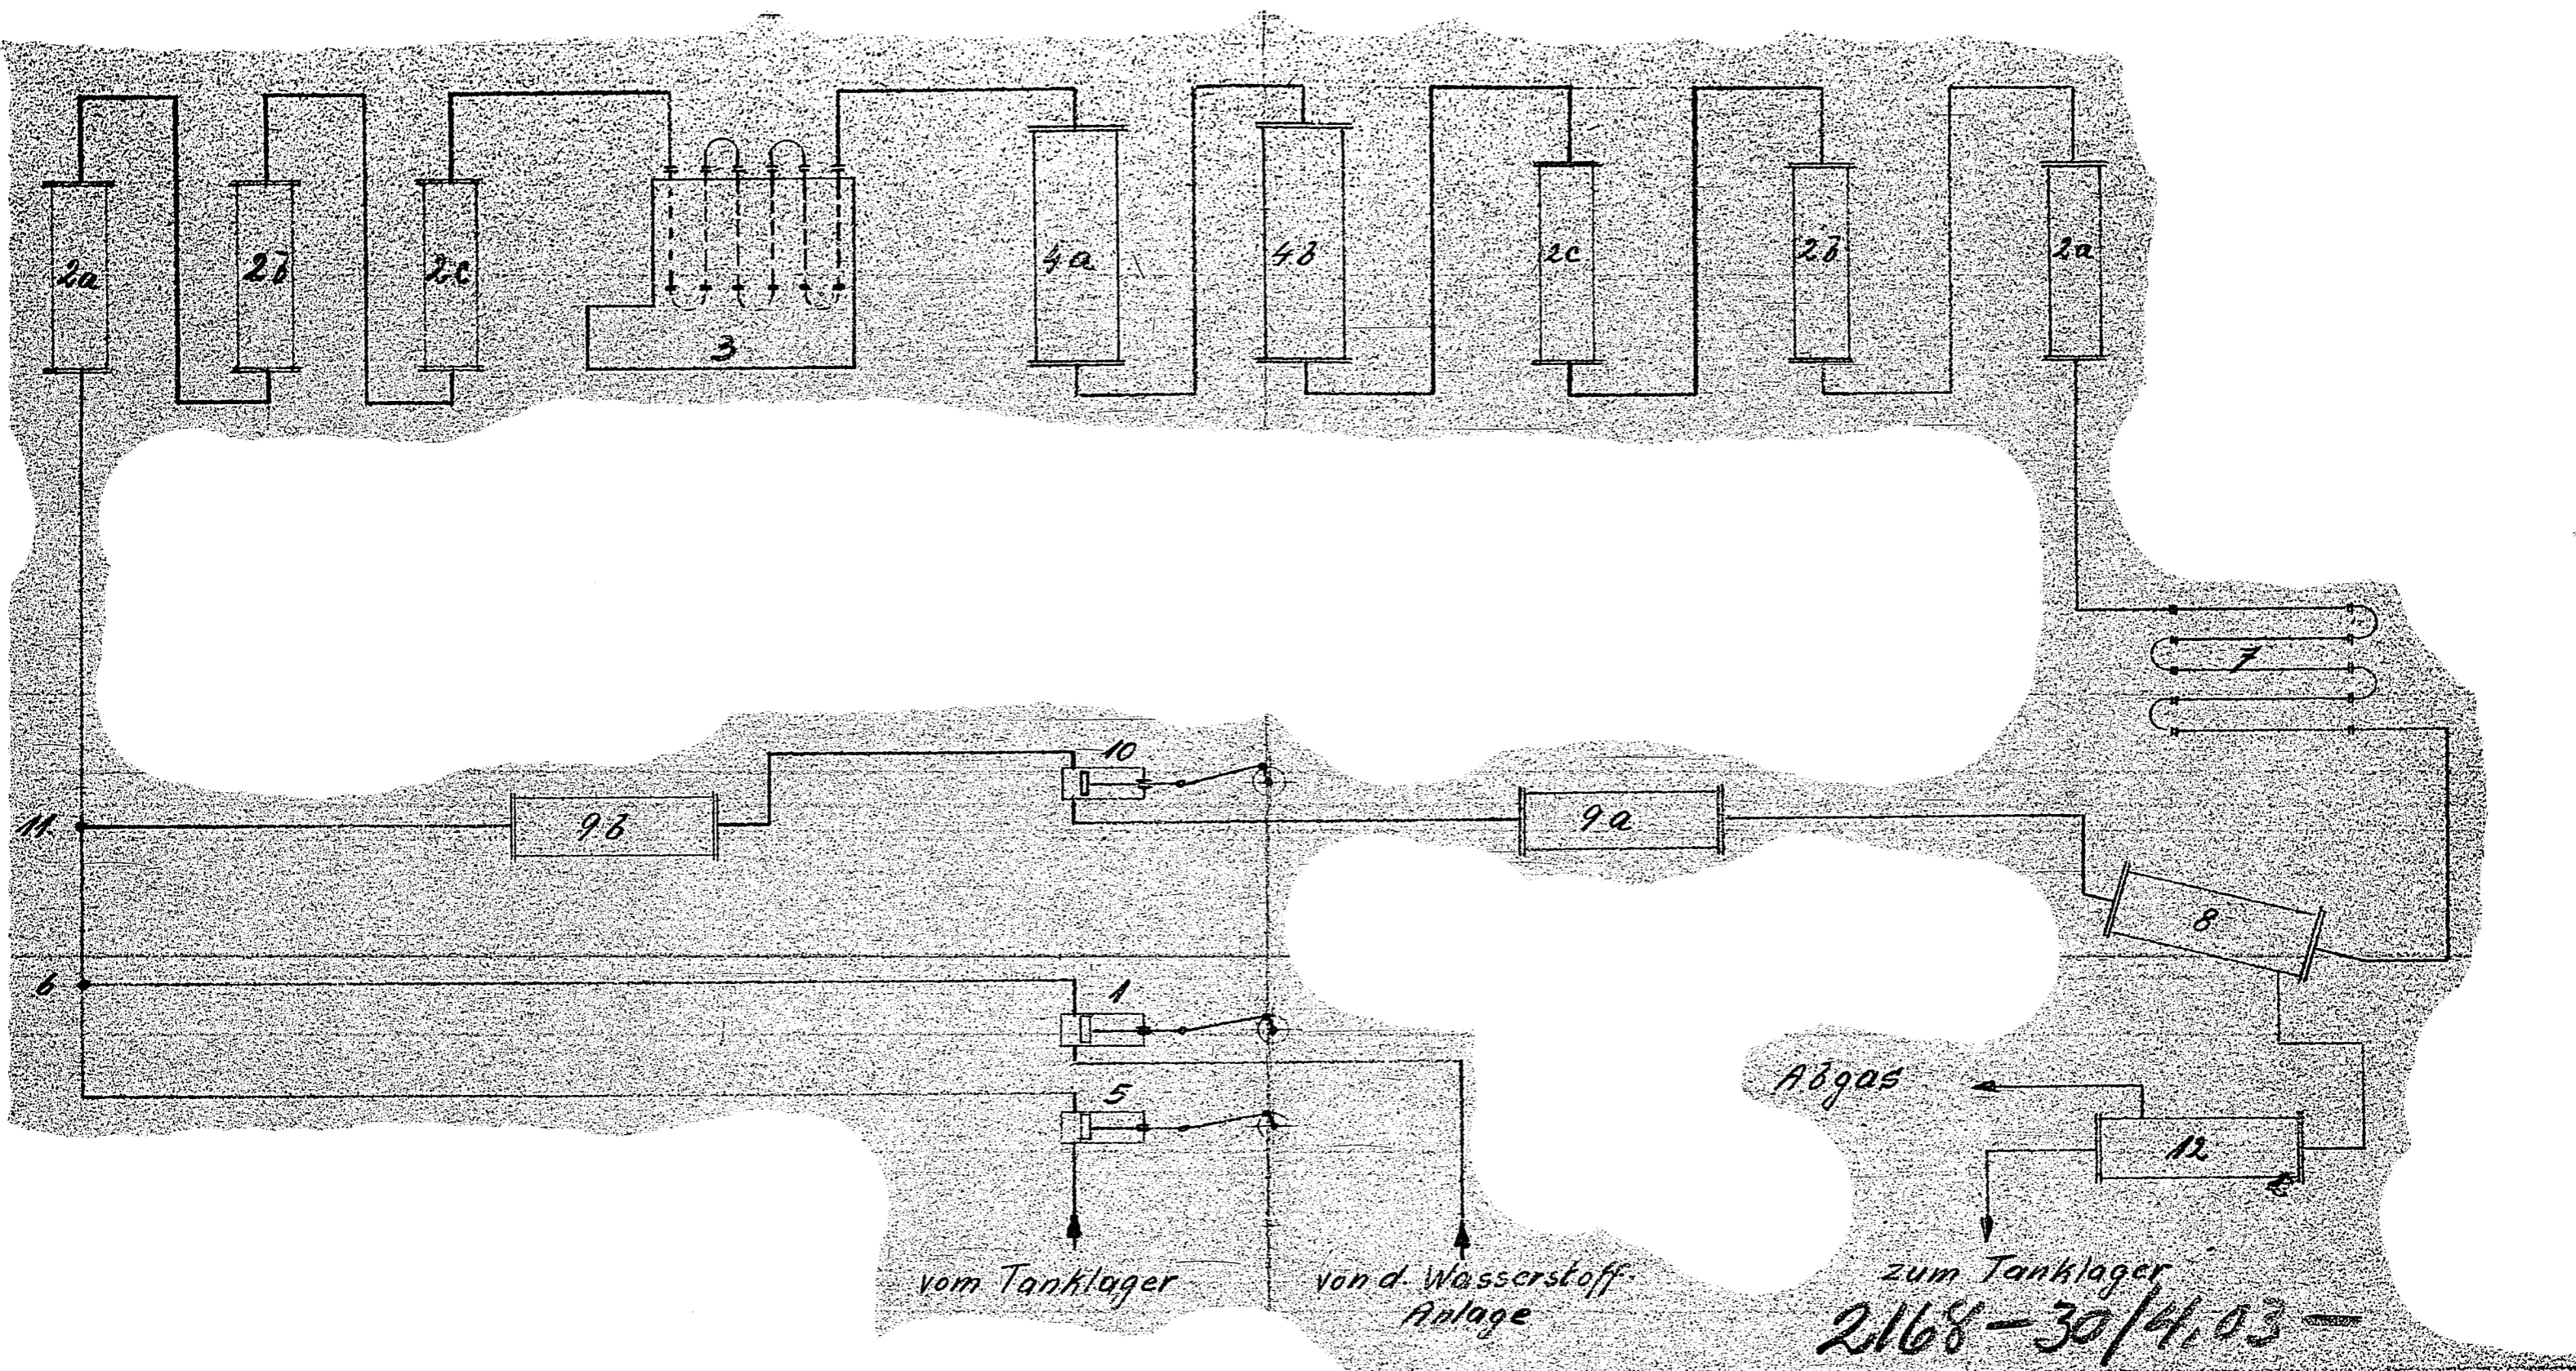 2a
2b
2c
3
4a
4b
2c
2b
2a
7
10
11.
9b
9a
8
6
1
5
Abgas
12
vom Tanklager
von d. Wasserstoff-
Anlage
zum Tanklager
2168-30/4.03-